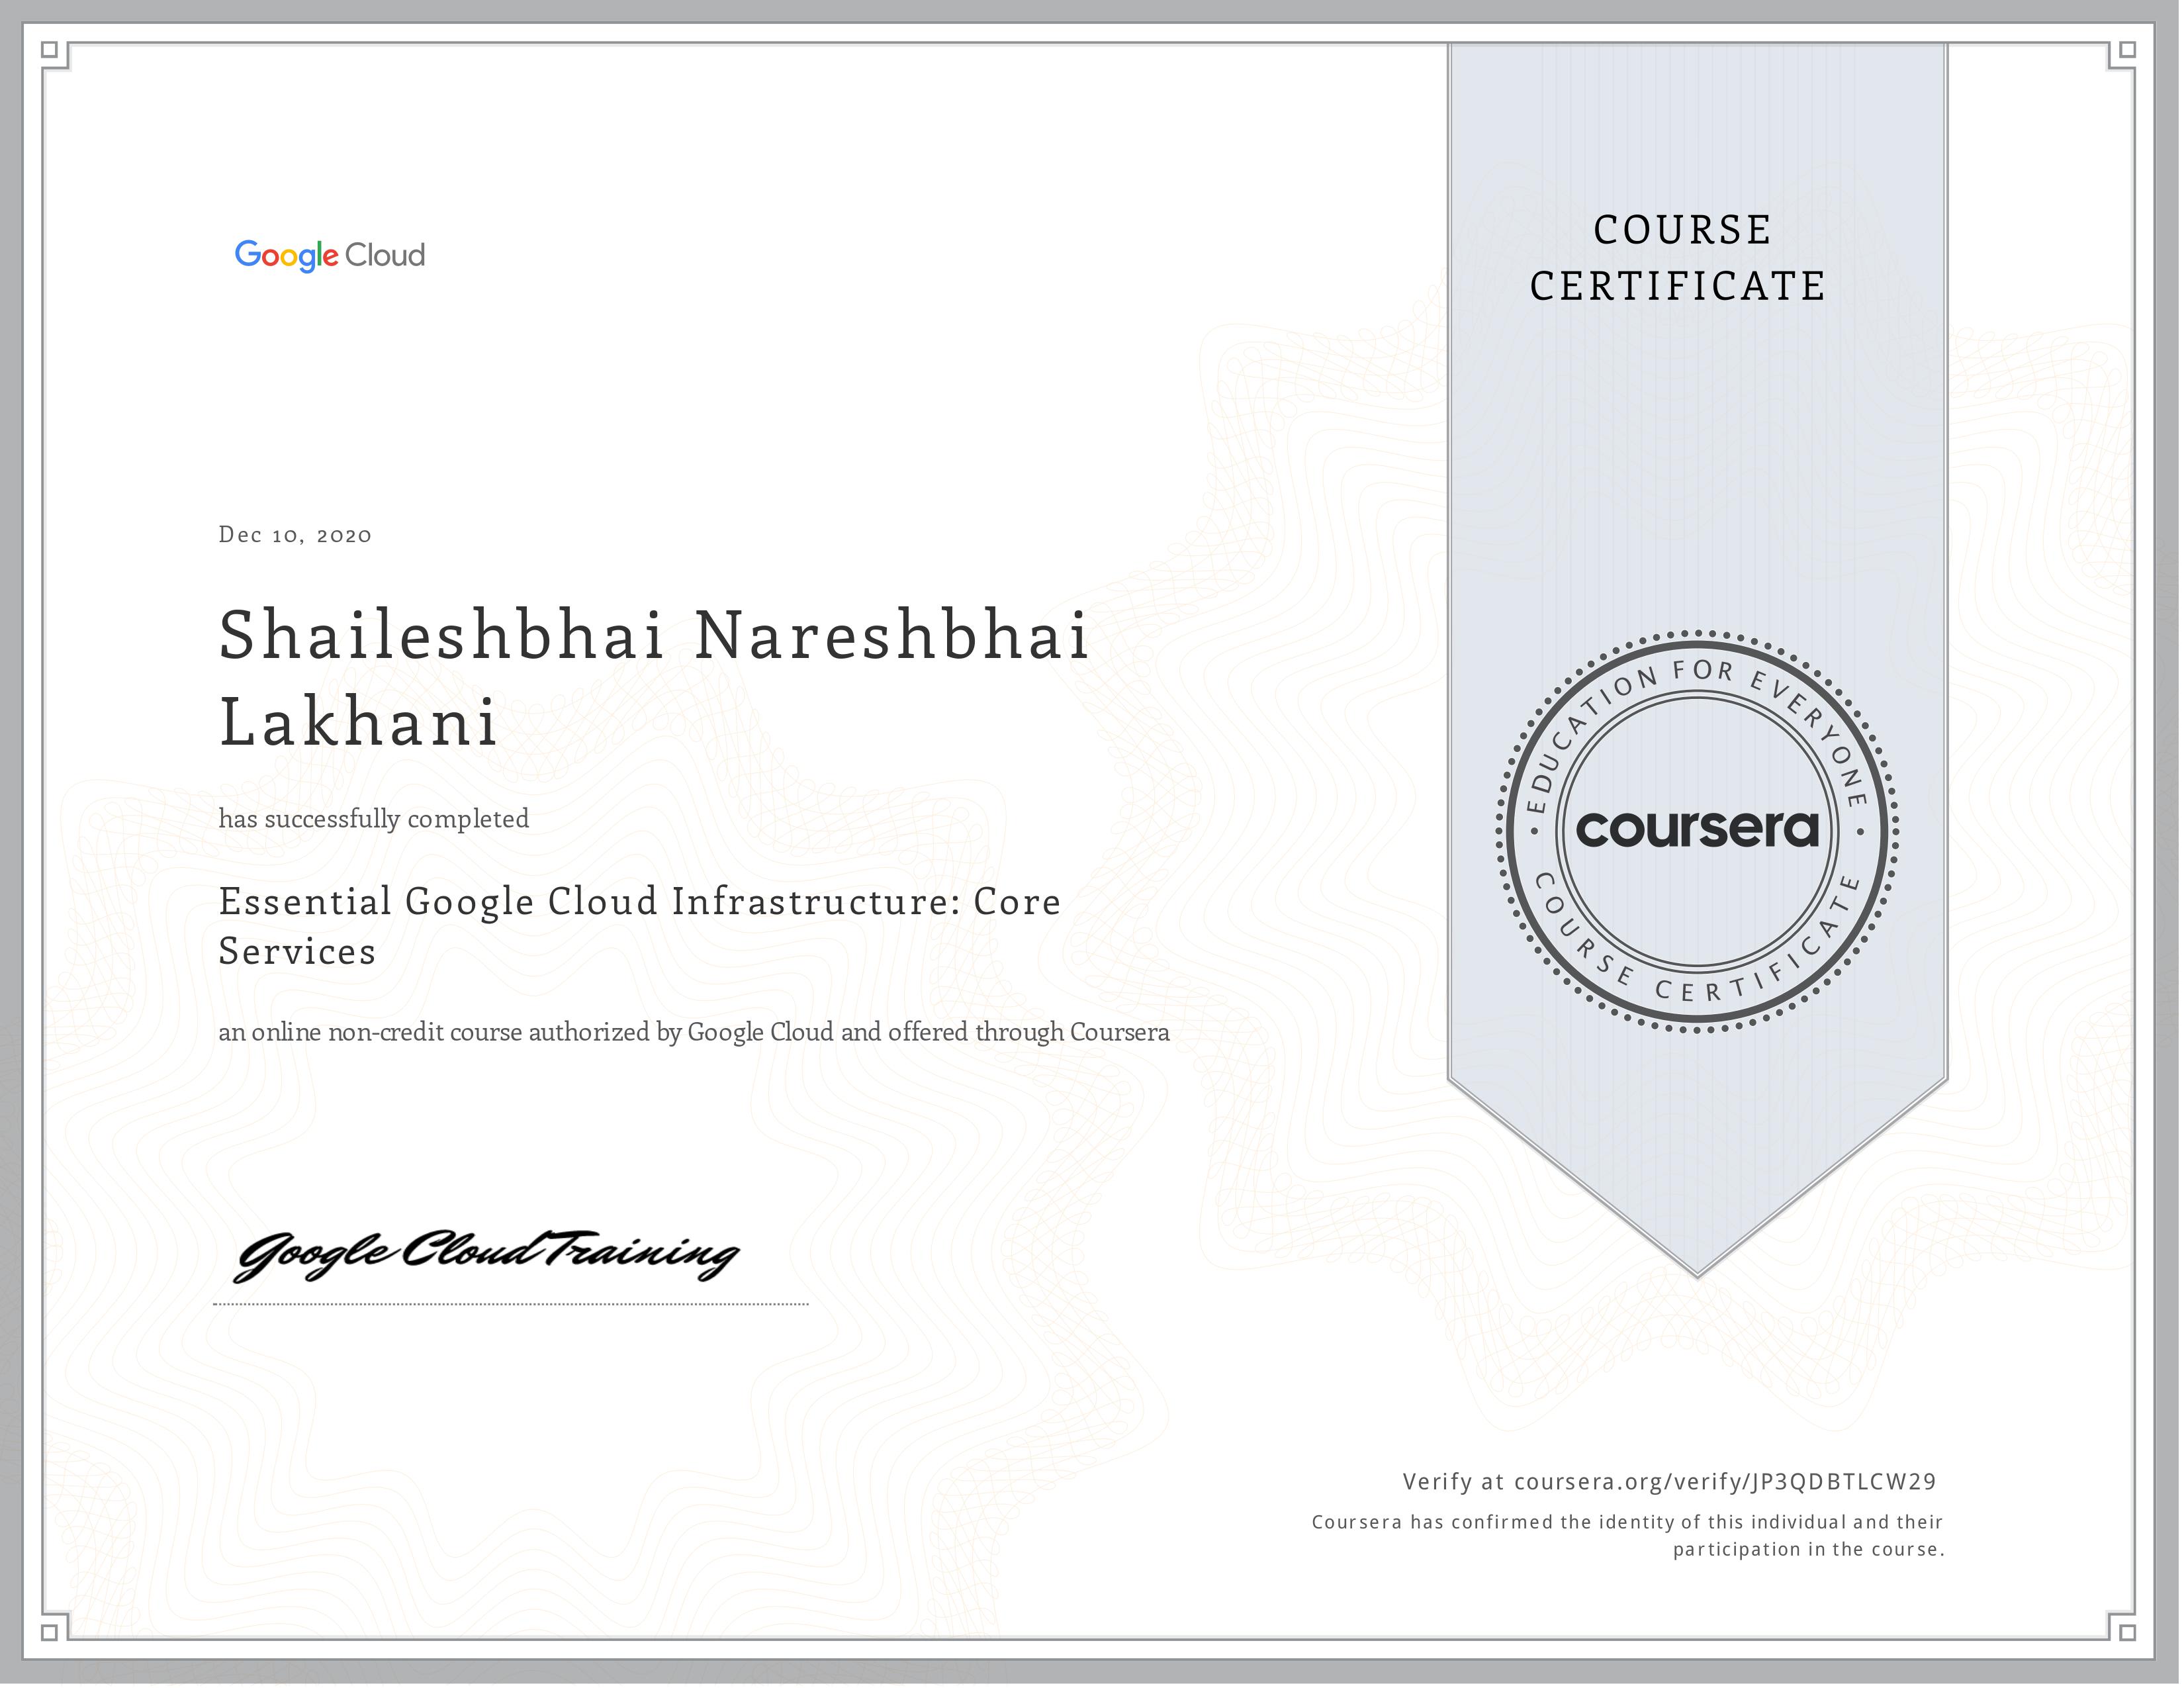 Google Cloud
COURSE
CERTIFICATE
Dec 10, 2020
Shaileshbhai Nareshbhai
Lakhani
has successfully completed
Essential Google Cloud Infrastructure: Core
Services
an online non-credit course authorized by Google Cloud and offered through Coursera
EDUCATION FOR EVERYONE
coursera
COURSE CERTIFICATE
Google Cloud Training
Verify at coursera.org/verify/JP3QDBTLCW29
Coursera has confirmed the identity of this individual and their
participation in the course.